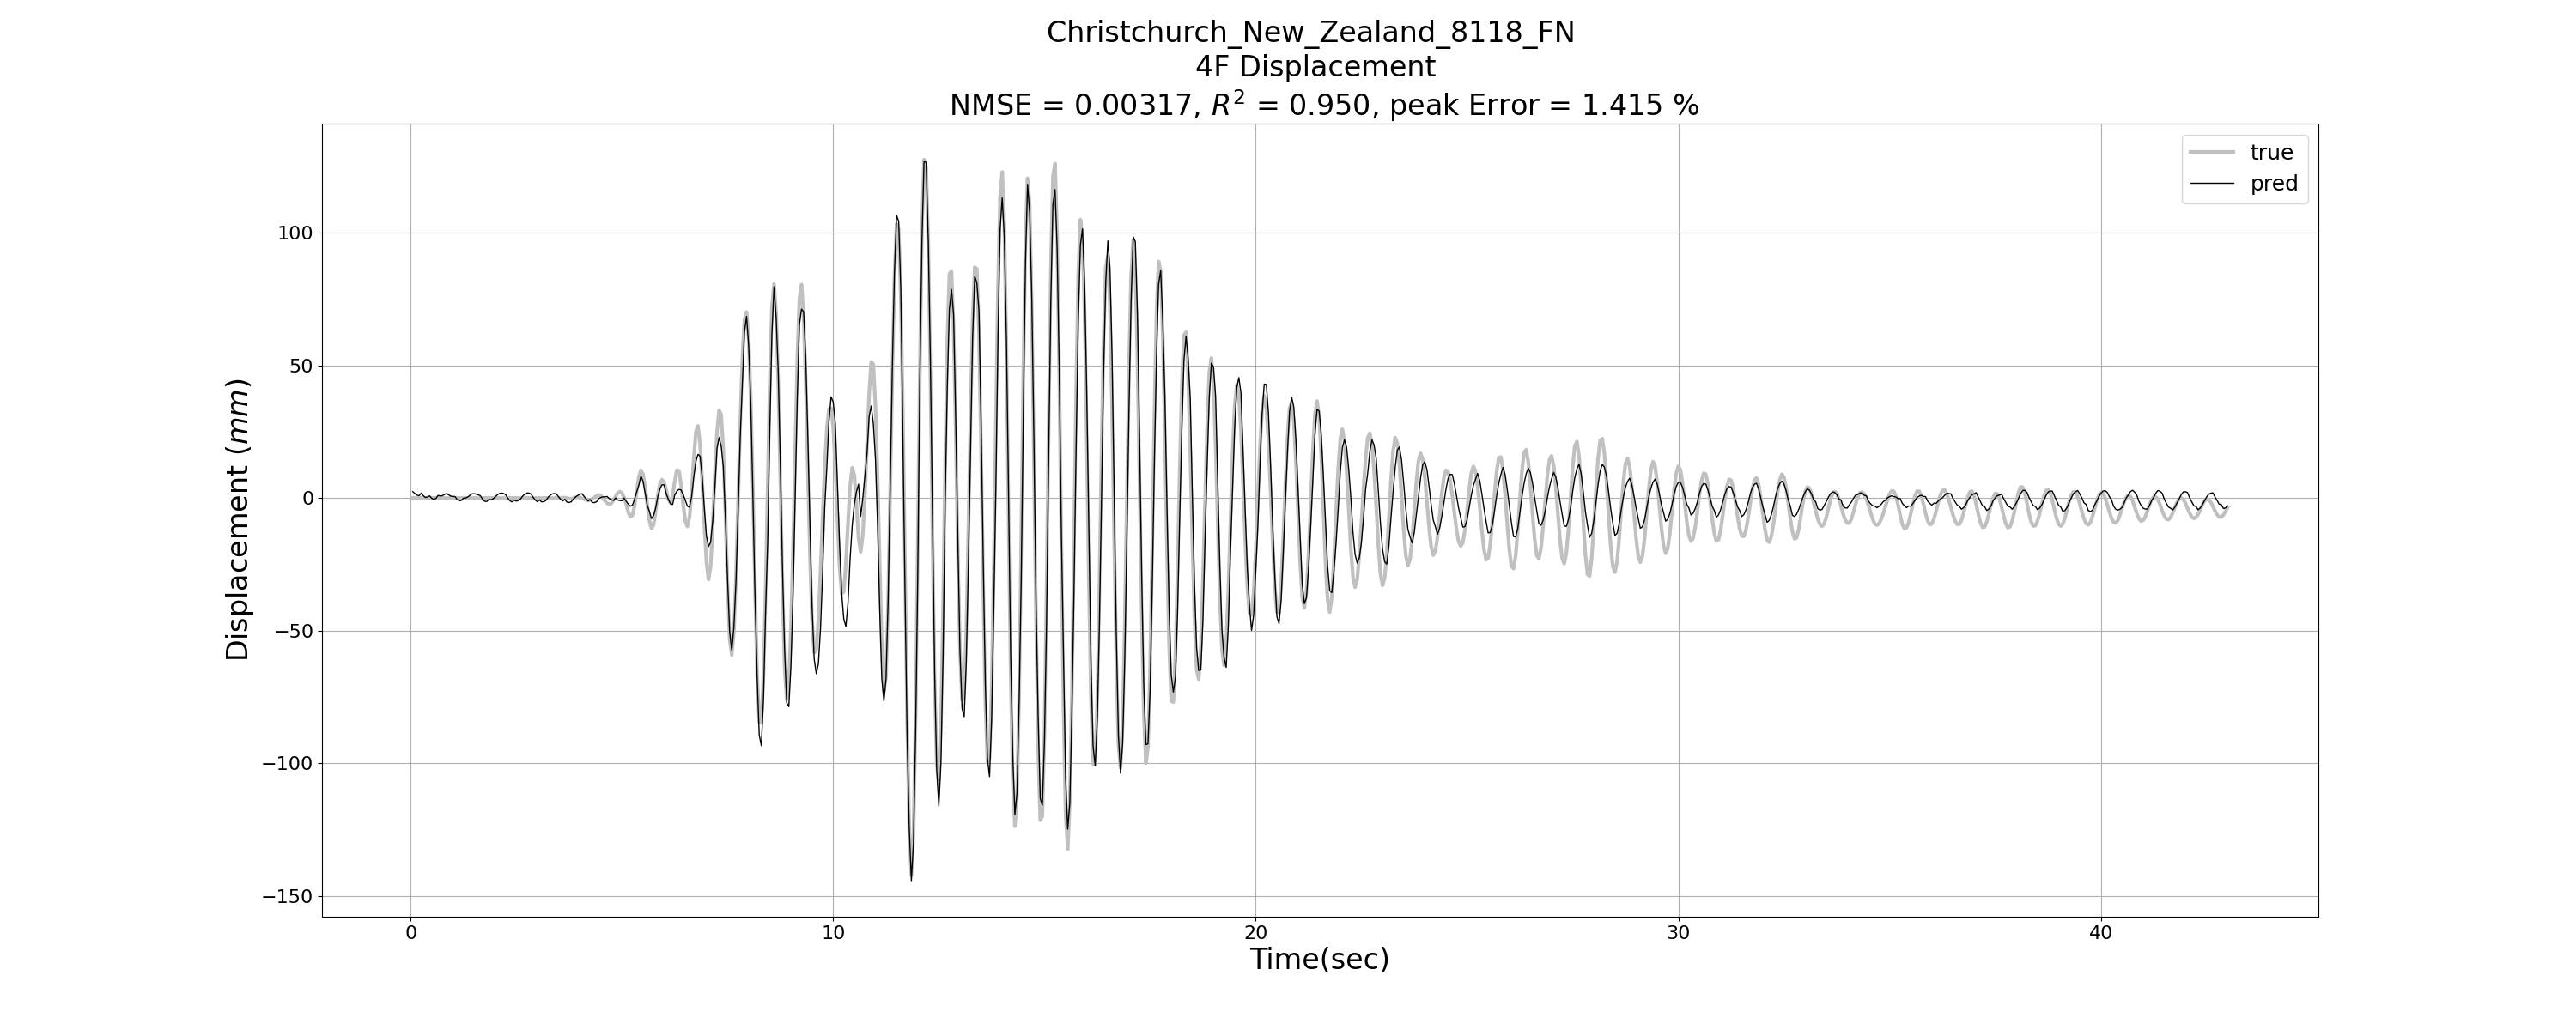 Christchurch_New_Zealand_8118_FN
4F Displacement
NMSE = 0.00317, R² = 0.950, peak Error = 1.415 %
true
pred
Displacement (mm)
100
50
0
−50
−100
−150
0 10 20 30 40
Time(sec)